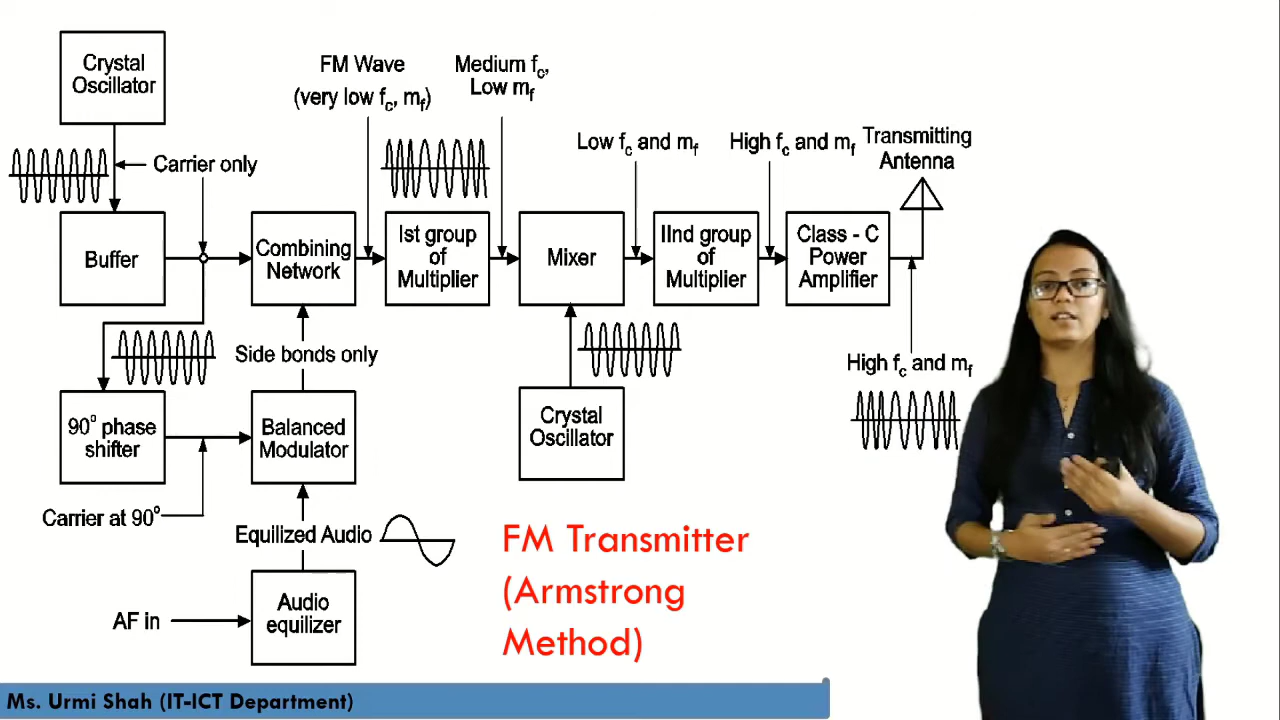 Crystal
Oscillator
FM Wave
(very low fc, mf)
Medium fc,
Low mf
Low fc and mf
High fc and mf
Transmitting
Antenna
Carrier only
Buffer
Combining
Network
Ist group
of
Multiplier
Mixer
IInd group
of
Multiplier
Class - C
Power
Amplifier
Side bonds only
High fc and mf
90° phase
shifter
Balanced
Modulator
Crystal
Oscillator
Carrier at 90°
Equilized Audio
FM Transmitter
(Armstrong
Method)
AF in
Audio
equilizer
Ms. Urmi Shah (IT-ICT Department)